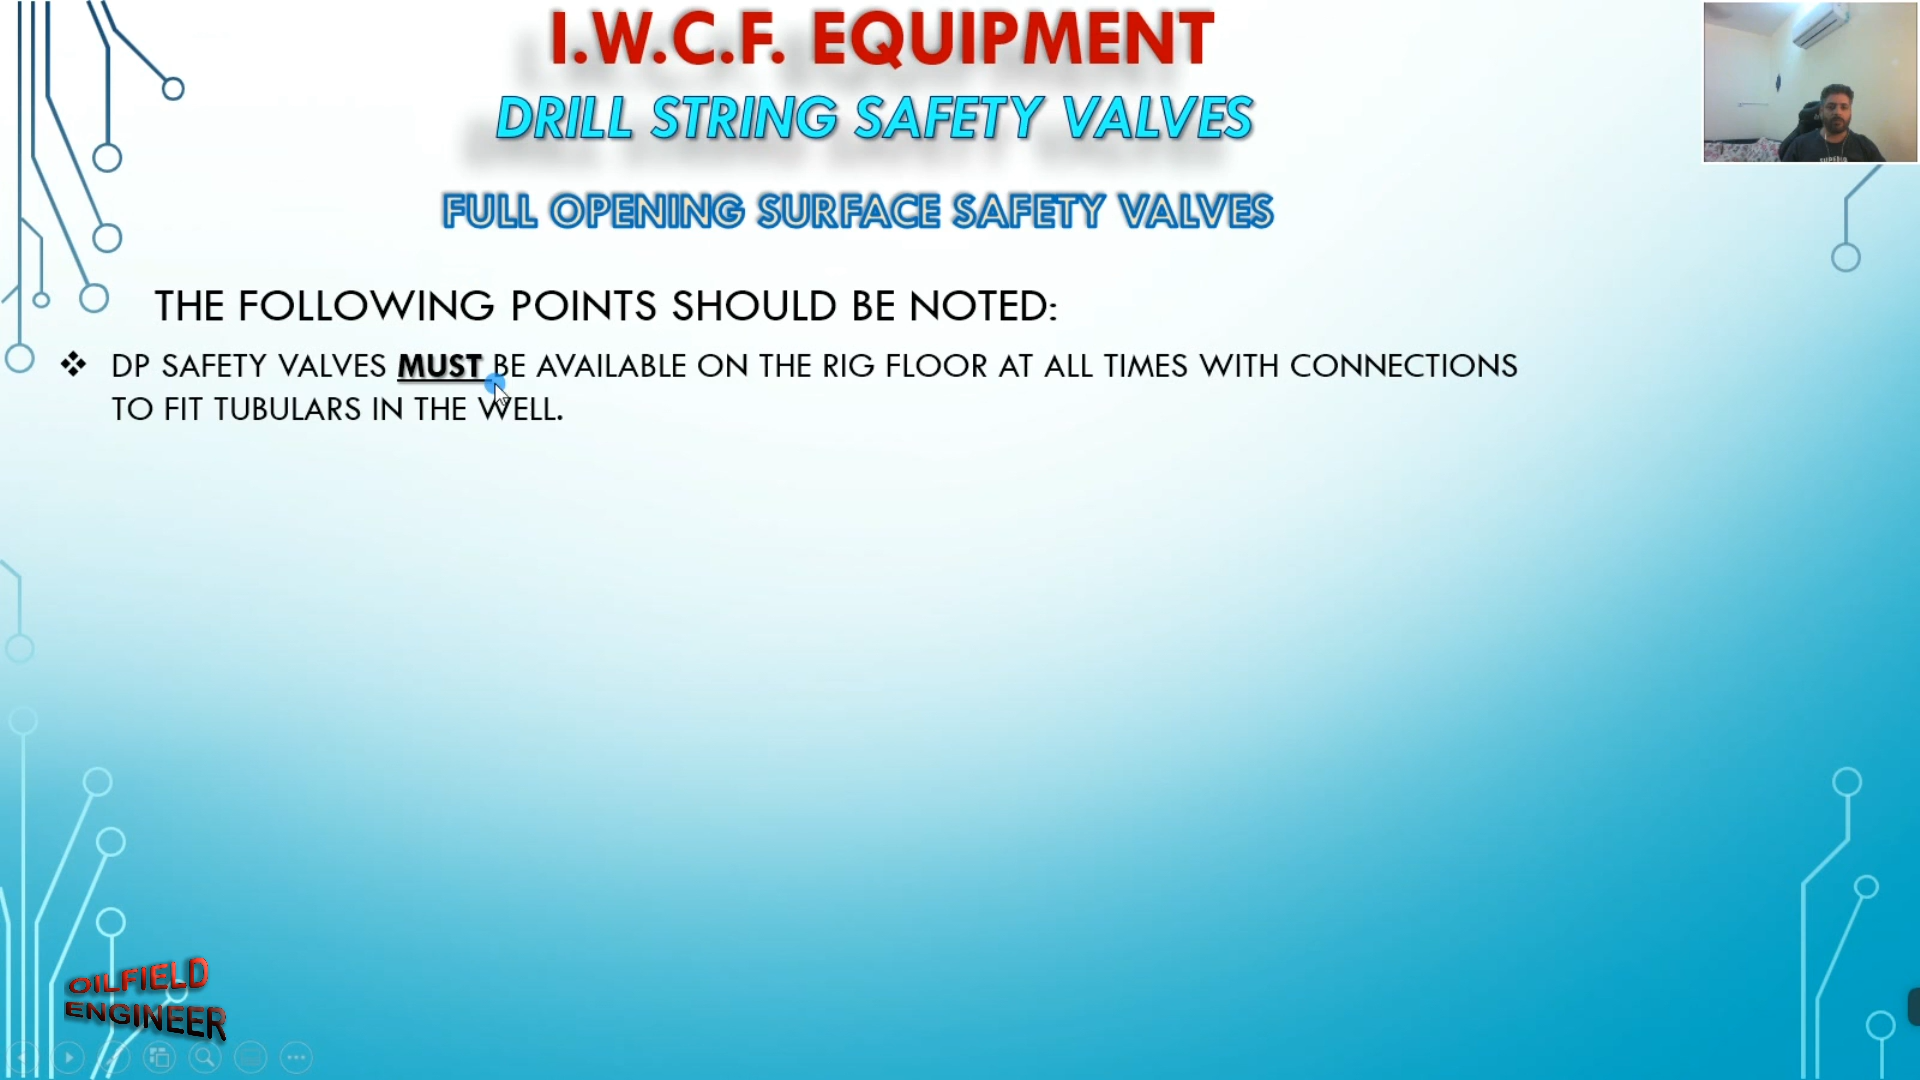 I.W.C.F. EQUIPMENT
DRILL STRING SAFETY VALVES
FULL OPENING SURFACE SAFETY VALVES
THE FOLLOWING POINTS SHOULD BE NOTED:
❖ DP SAFETY VALVES MUST BE AVAILABLE ON THE RIG FLOOR AT ALL TIMES WITH CONNECTIONS
TO FIT TUBULARS IN THE WELL.
OILFIELD
ENGINEER